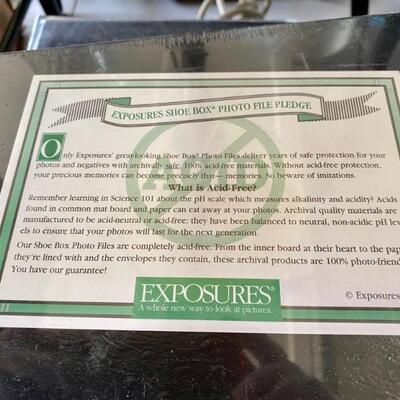 EXPOSURES SHOE BOX® PHOTO FILE PLEDGE
Only Exposures' great-looking Shoe Box® Photo Files deliver years of safe protection for your
photos and negatives with archivally safe, 100% acid-free materials. Without acid-free protection,
your precious memories can become precisely that— memories. So beware of imitations.
What is Acid-Free?
Remember learning in Science 101 about the pH scale which measures alkalinity and acidity? Acids
found in common mat board and paper can eat away at your photos. Archival quality materials are
manufactured to be acid-neutral or acid-free: they have been balanced to neutral, non-acidic pH lev-
els to ensure that your photos will last for the next generation.
Our Shoe Box Photo Files are completely acid-free. From the inner board at their heart to the pap
they're lined with and the envelopes they contain, these archival products are 100% photo-friend
You have our guarantee!
EXPOSURES®
A whole new way to look at pictures.
© Exposures
ACID